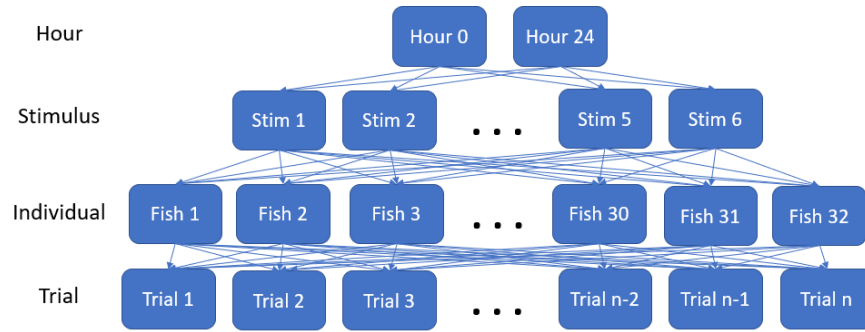 Hour Hour 0 Hour 24
Stimulus Stim 1 Stim 2 ... Stim 5 Stim 6
Individual Fish 1 Fish 2 Fish 3 ... Fish 30 Fish 31 Fish 32
Trial Trial 1 Trial 2 Trial 3 ... Trial n-2 Trial n-1 Trial n